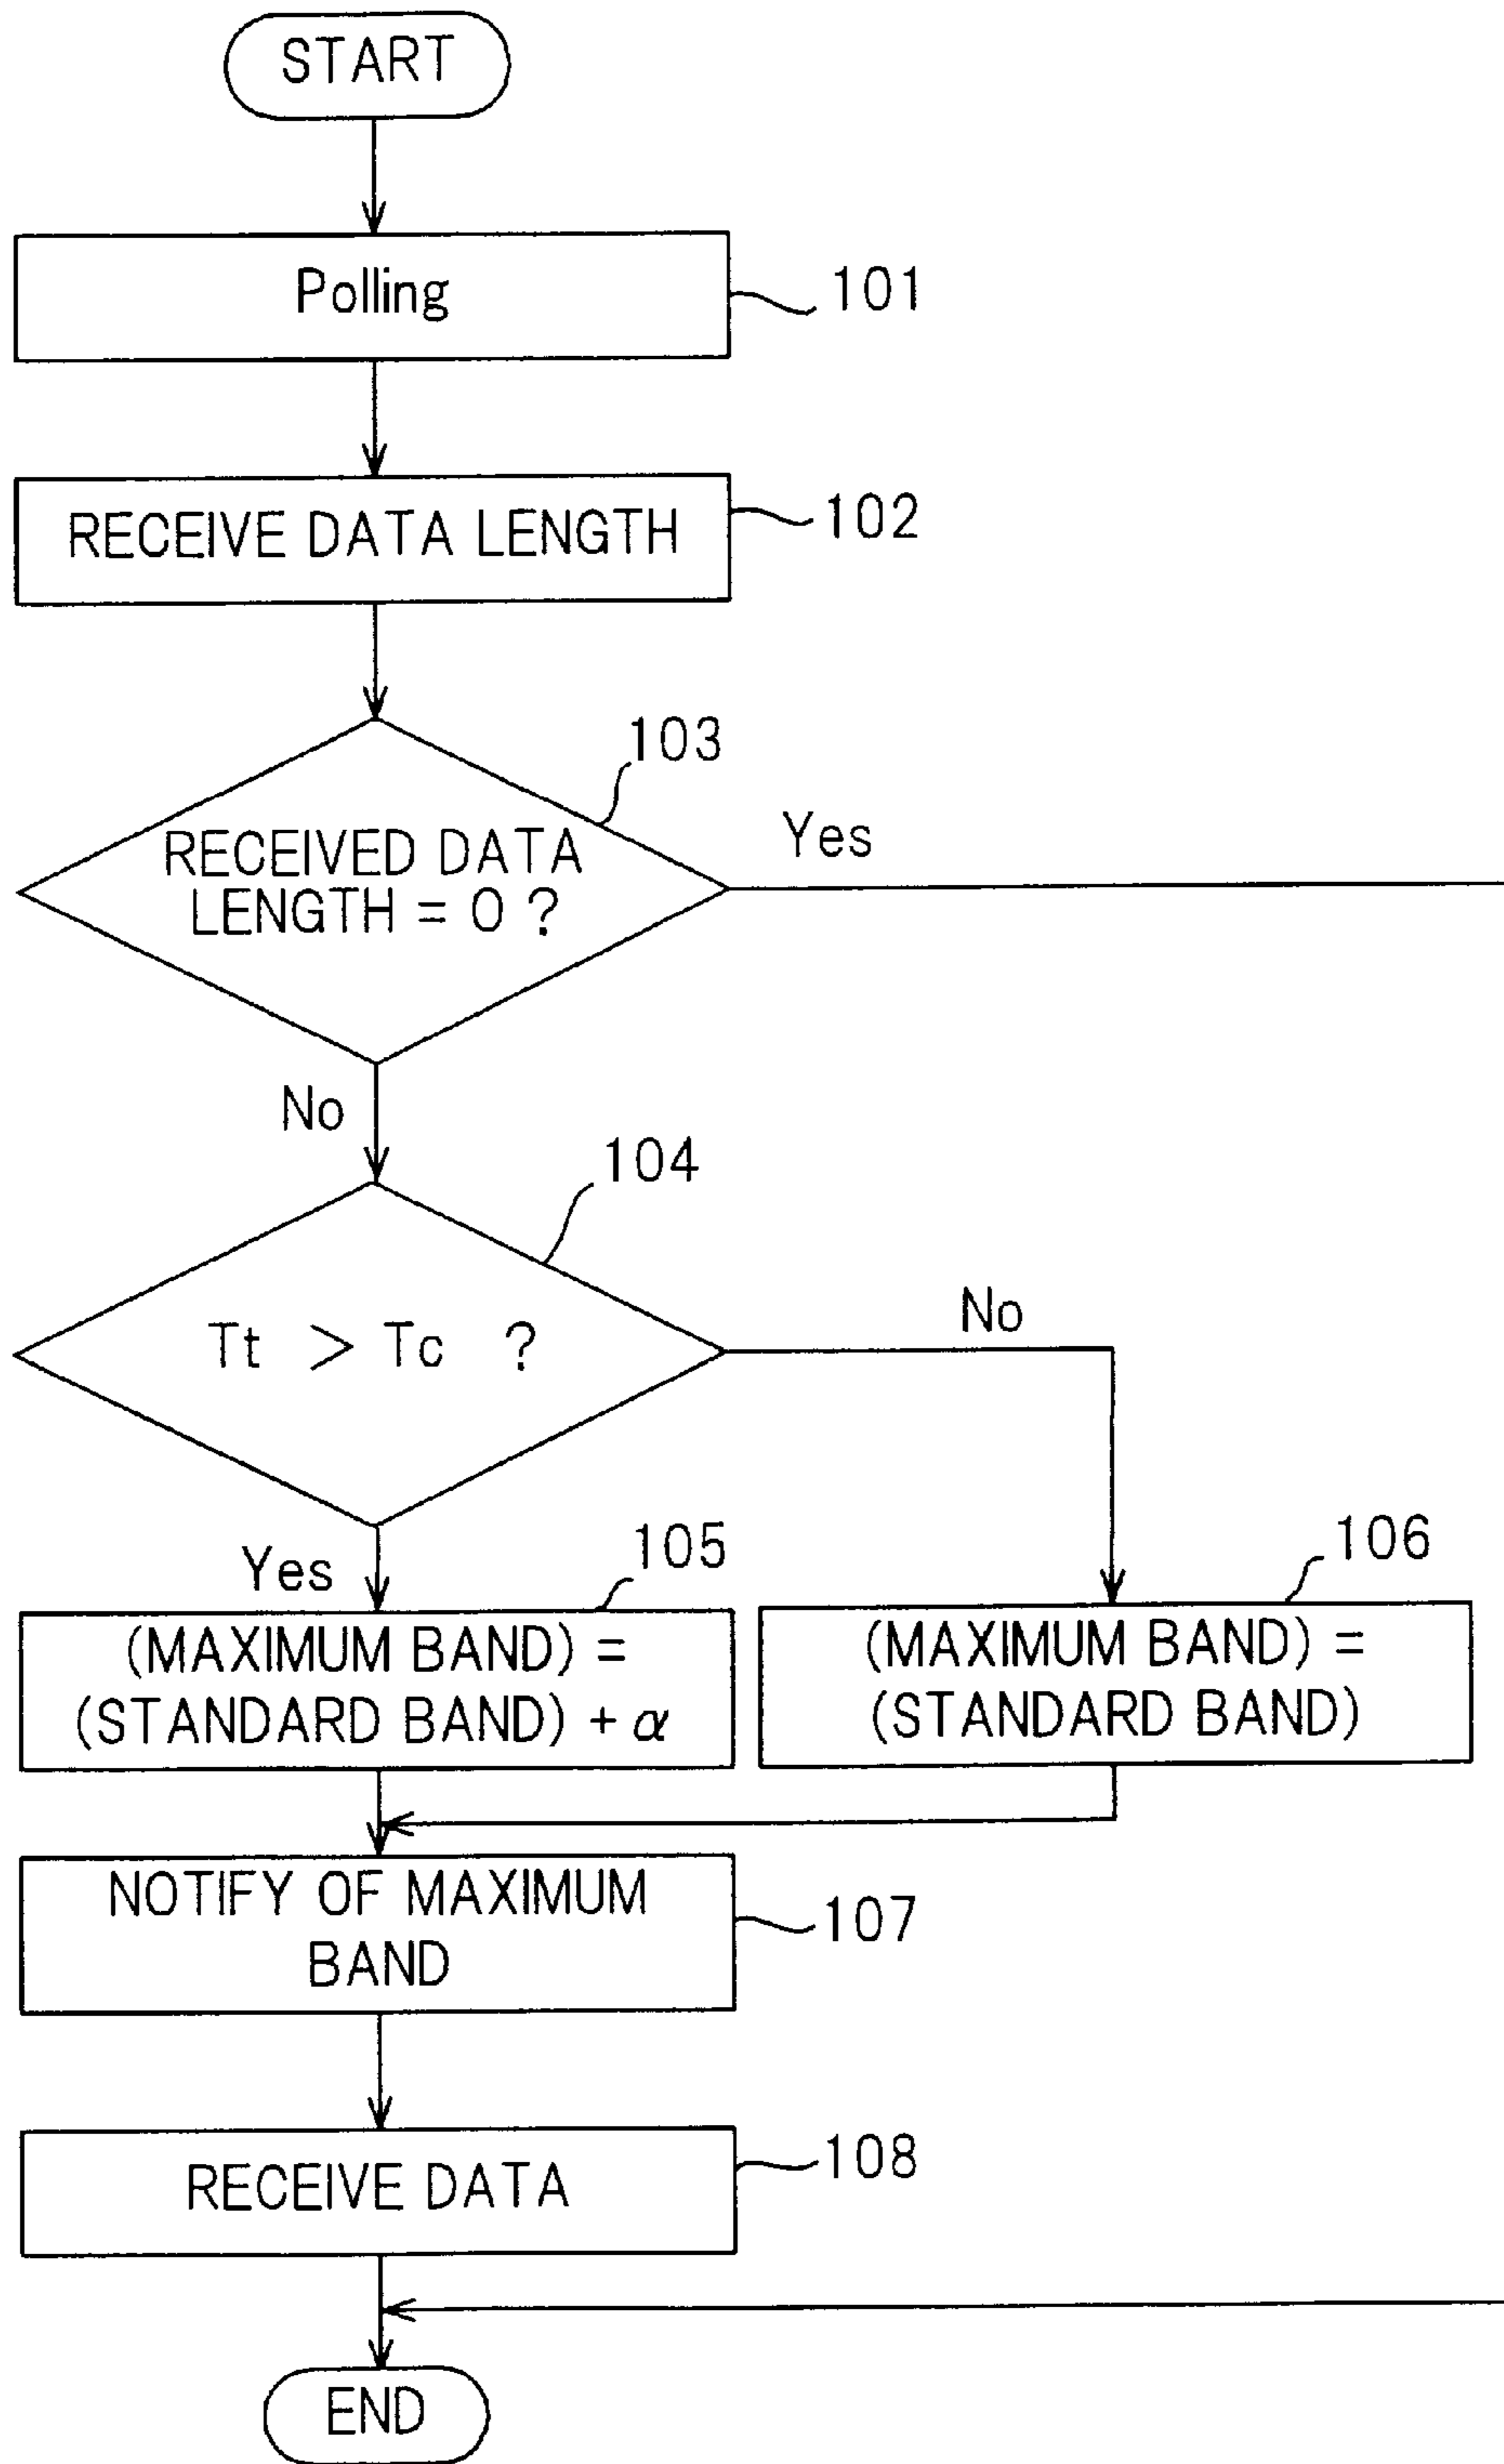 START
Polling
101
RECEIVE DATA LENGTH
102
103
RECEIVED DATA
LENGTH = 0 ?
Yes
No
104
Tt > Tc ?
No
Yes
105
106
(MAXIMUM BAND) =
(STANDARD BAND) + α
(MAXIMUM BAND) =
(STANDARD BAND)
NOTIFY OF MAXIMUM
BAND
107
RECEIVE DATA
108
END